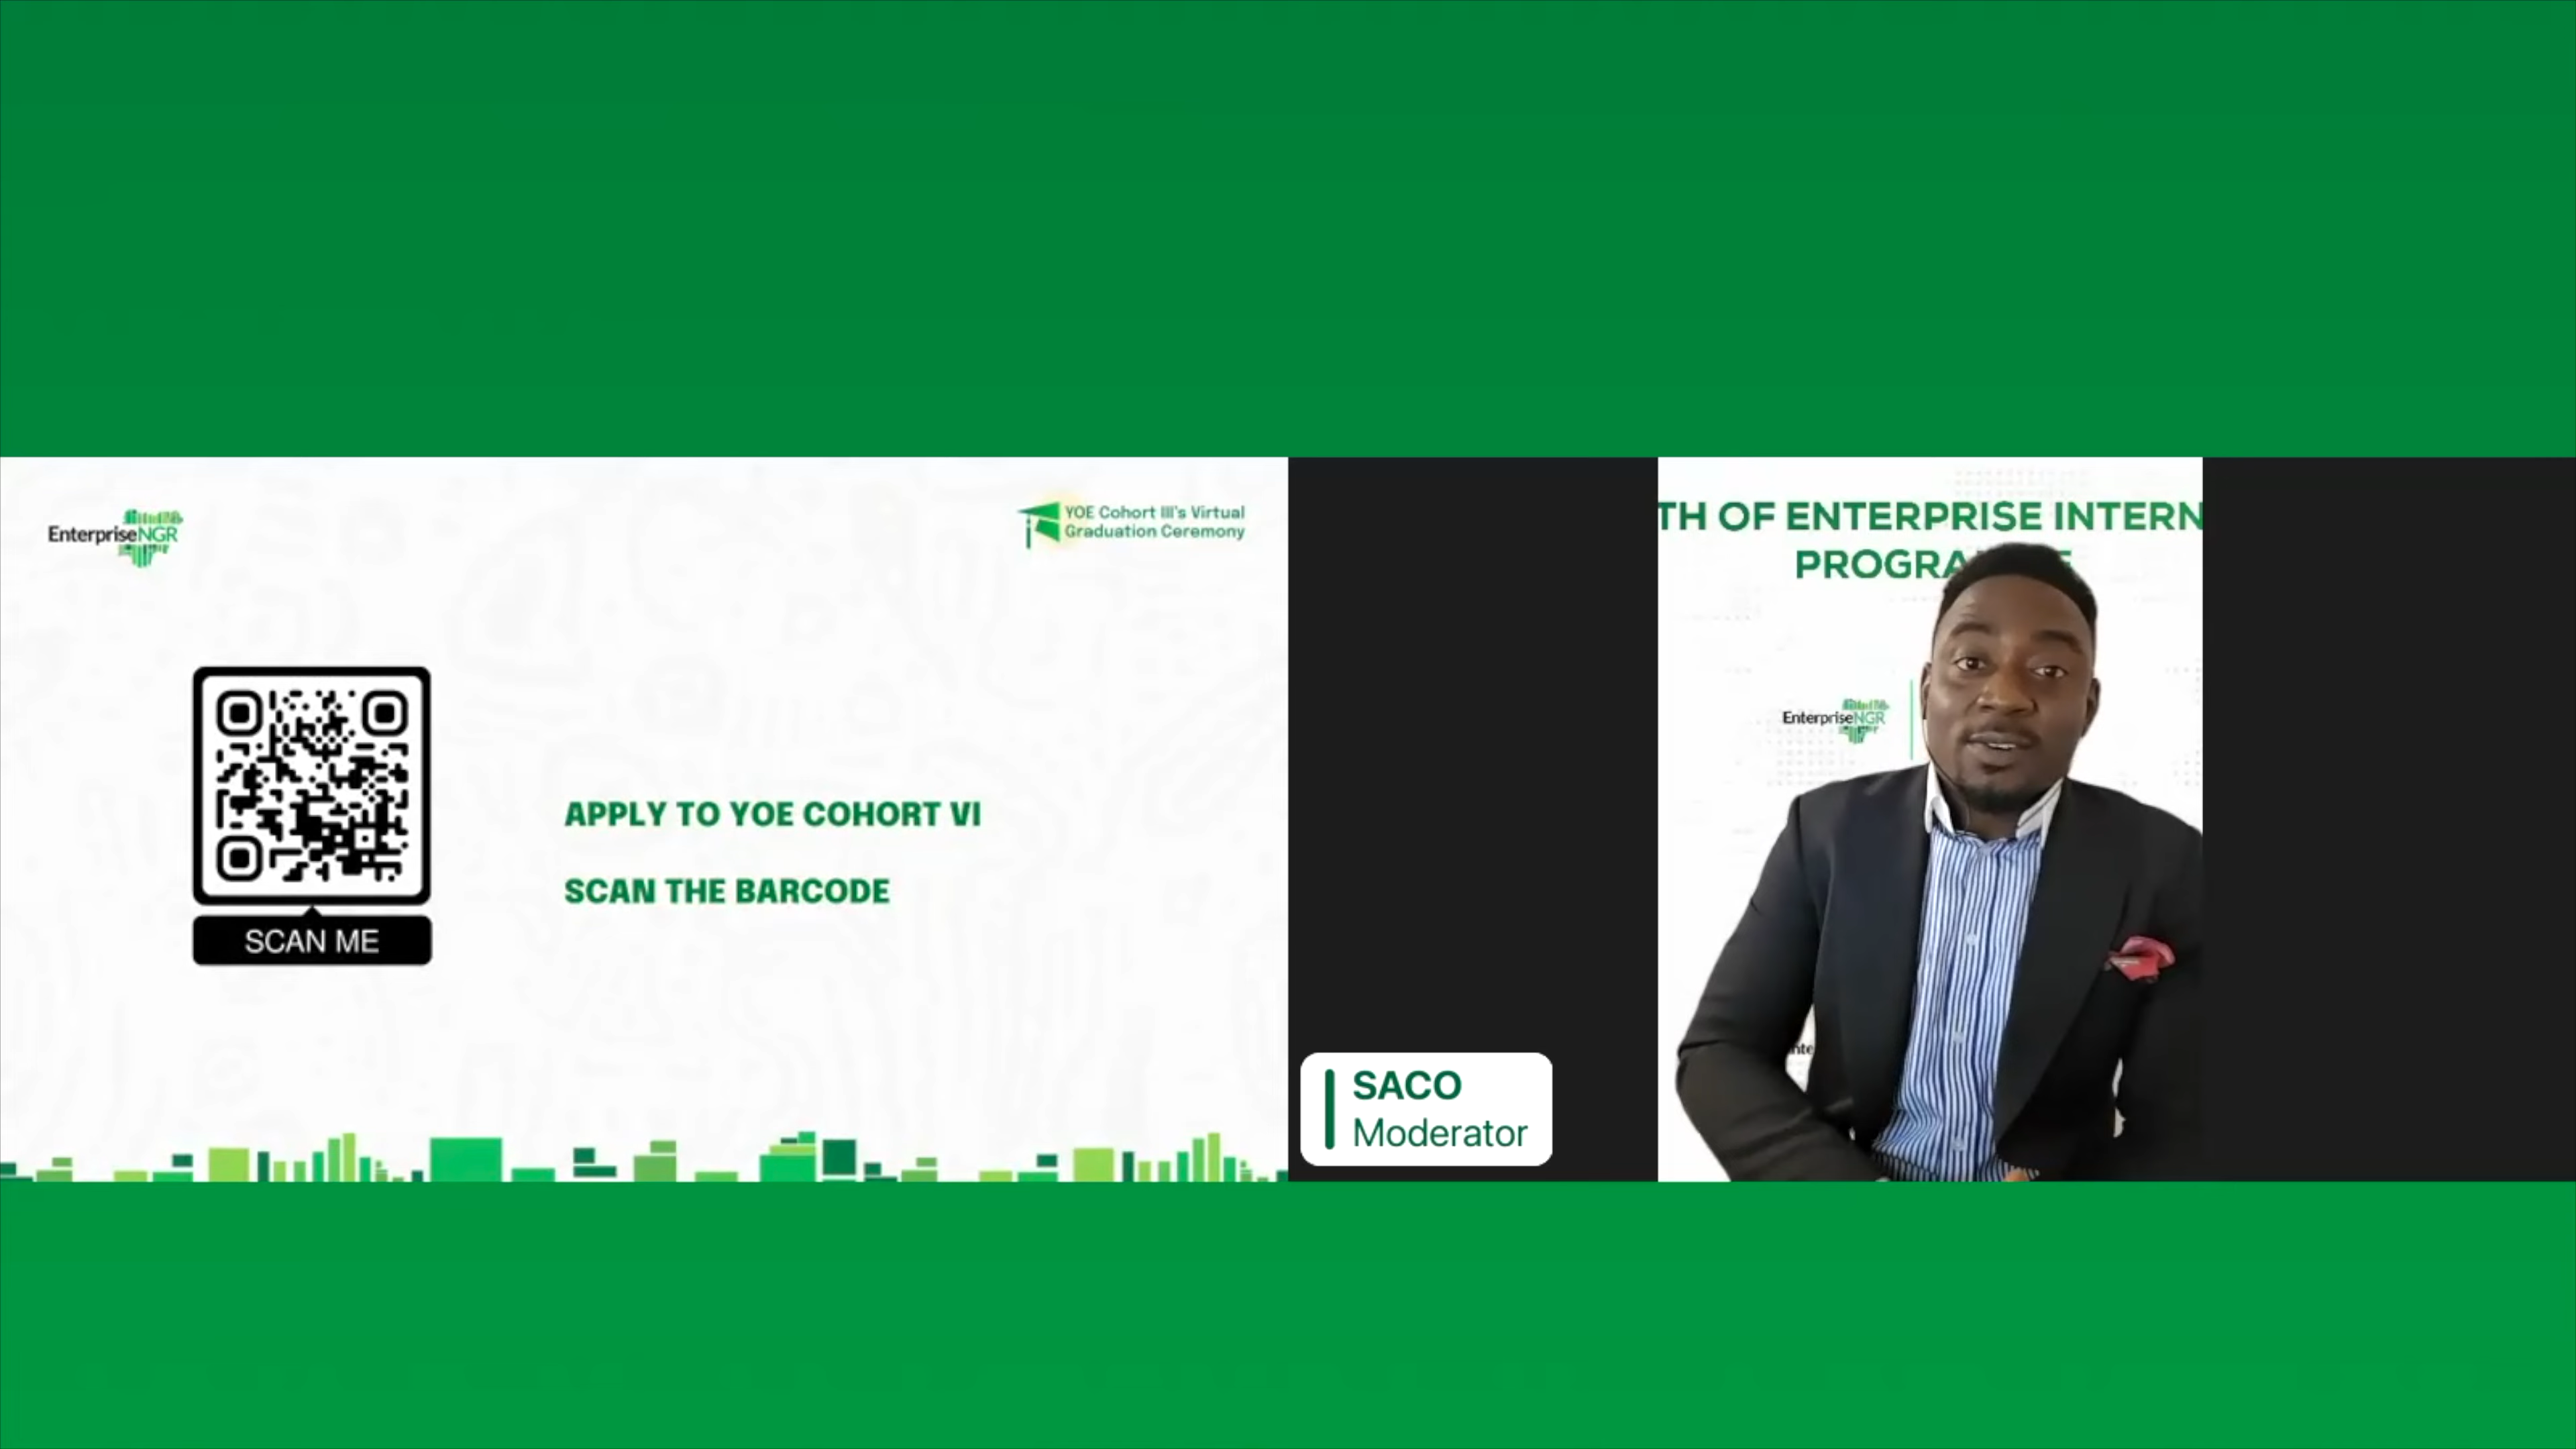 EnterpriseNGR
YOE Cohort III's Virtual
Graduation Ceremony
APPLY TO YOE COHORT VI
SCAN THE BARCODE
SCAN ME
SACO
Moderator
TH OF ENTERPRISE INTERN
PROGRA E
EnterpriseNGR
nte